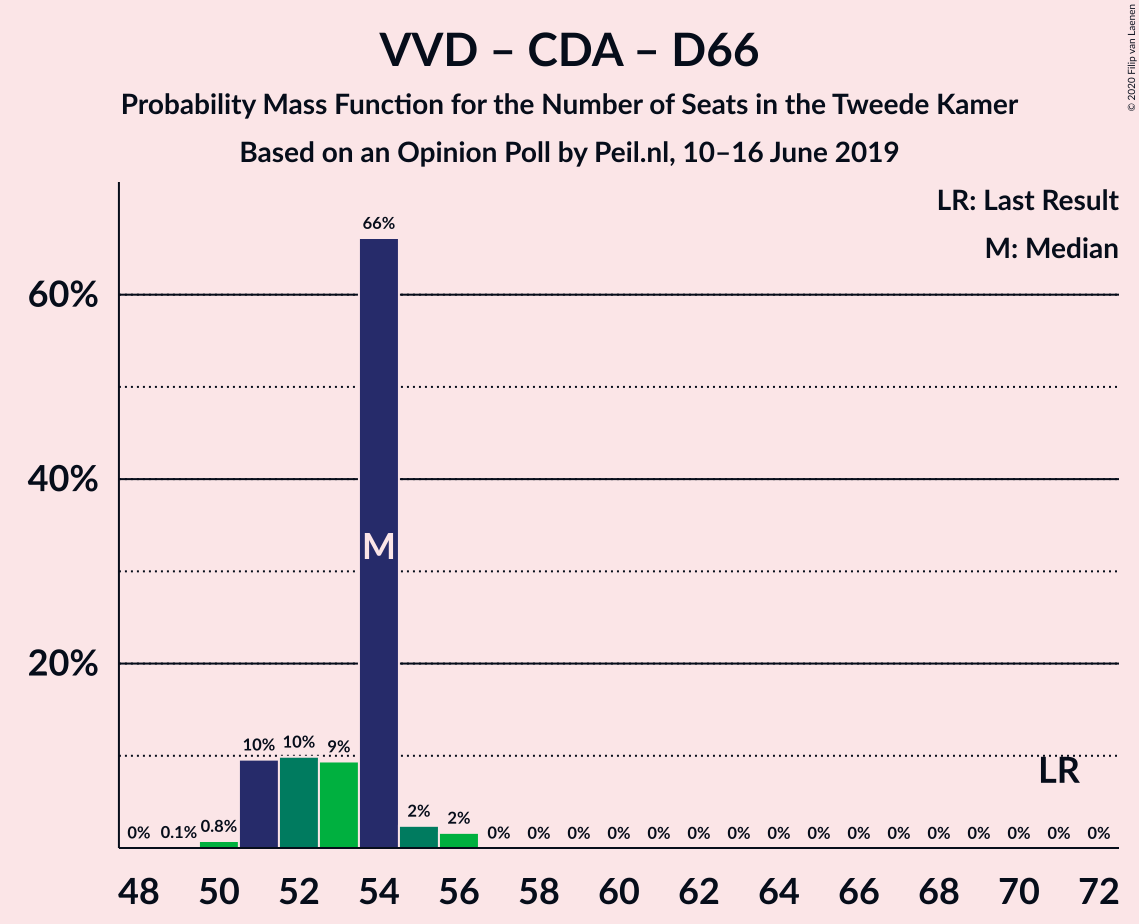 VVD – CDA – D66
Probability Mass Function for the Number of Seats in the Tweede Kamer
Based on an Opinion Poll by Peil.nl, 10–16 June 2019
© 2020 Filip van Laenen
LR: Last Result
M: Median
60%
40%
20%
0% 0.1% 0.8% 10% 10% 9% 66% 2% 2% 0% 0% 0% 0% 0% 0% 0% 0% 0% 0% 0% 0% 0% 0% 0% 0%
M
LR
48 50 52 54 56 58 60 62 64 66 68 70 72